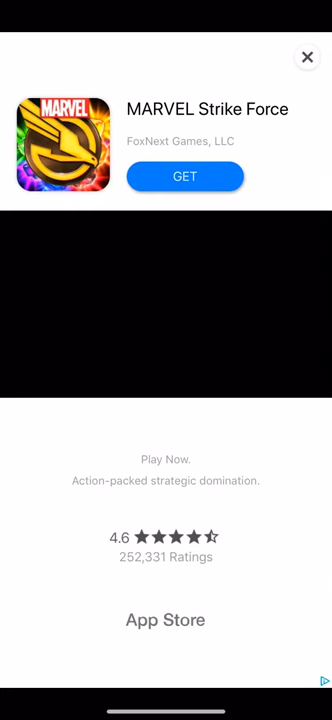 MARVEL
MARVEL Strike Force
FoxNext Games, LLC
GET
Play Now.
Action-packed strategic domination.
4.6
252,331 Ratings
App Store